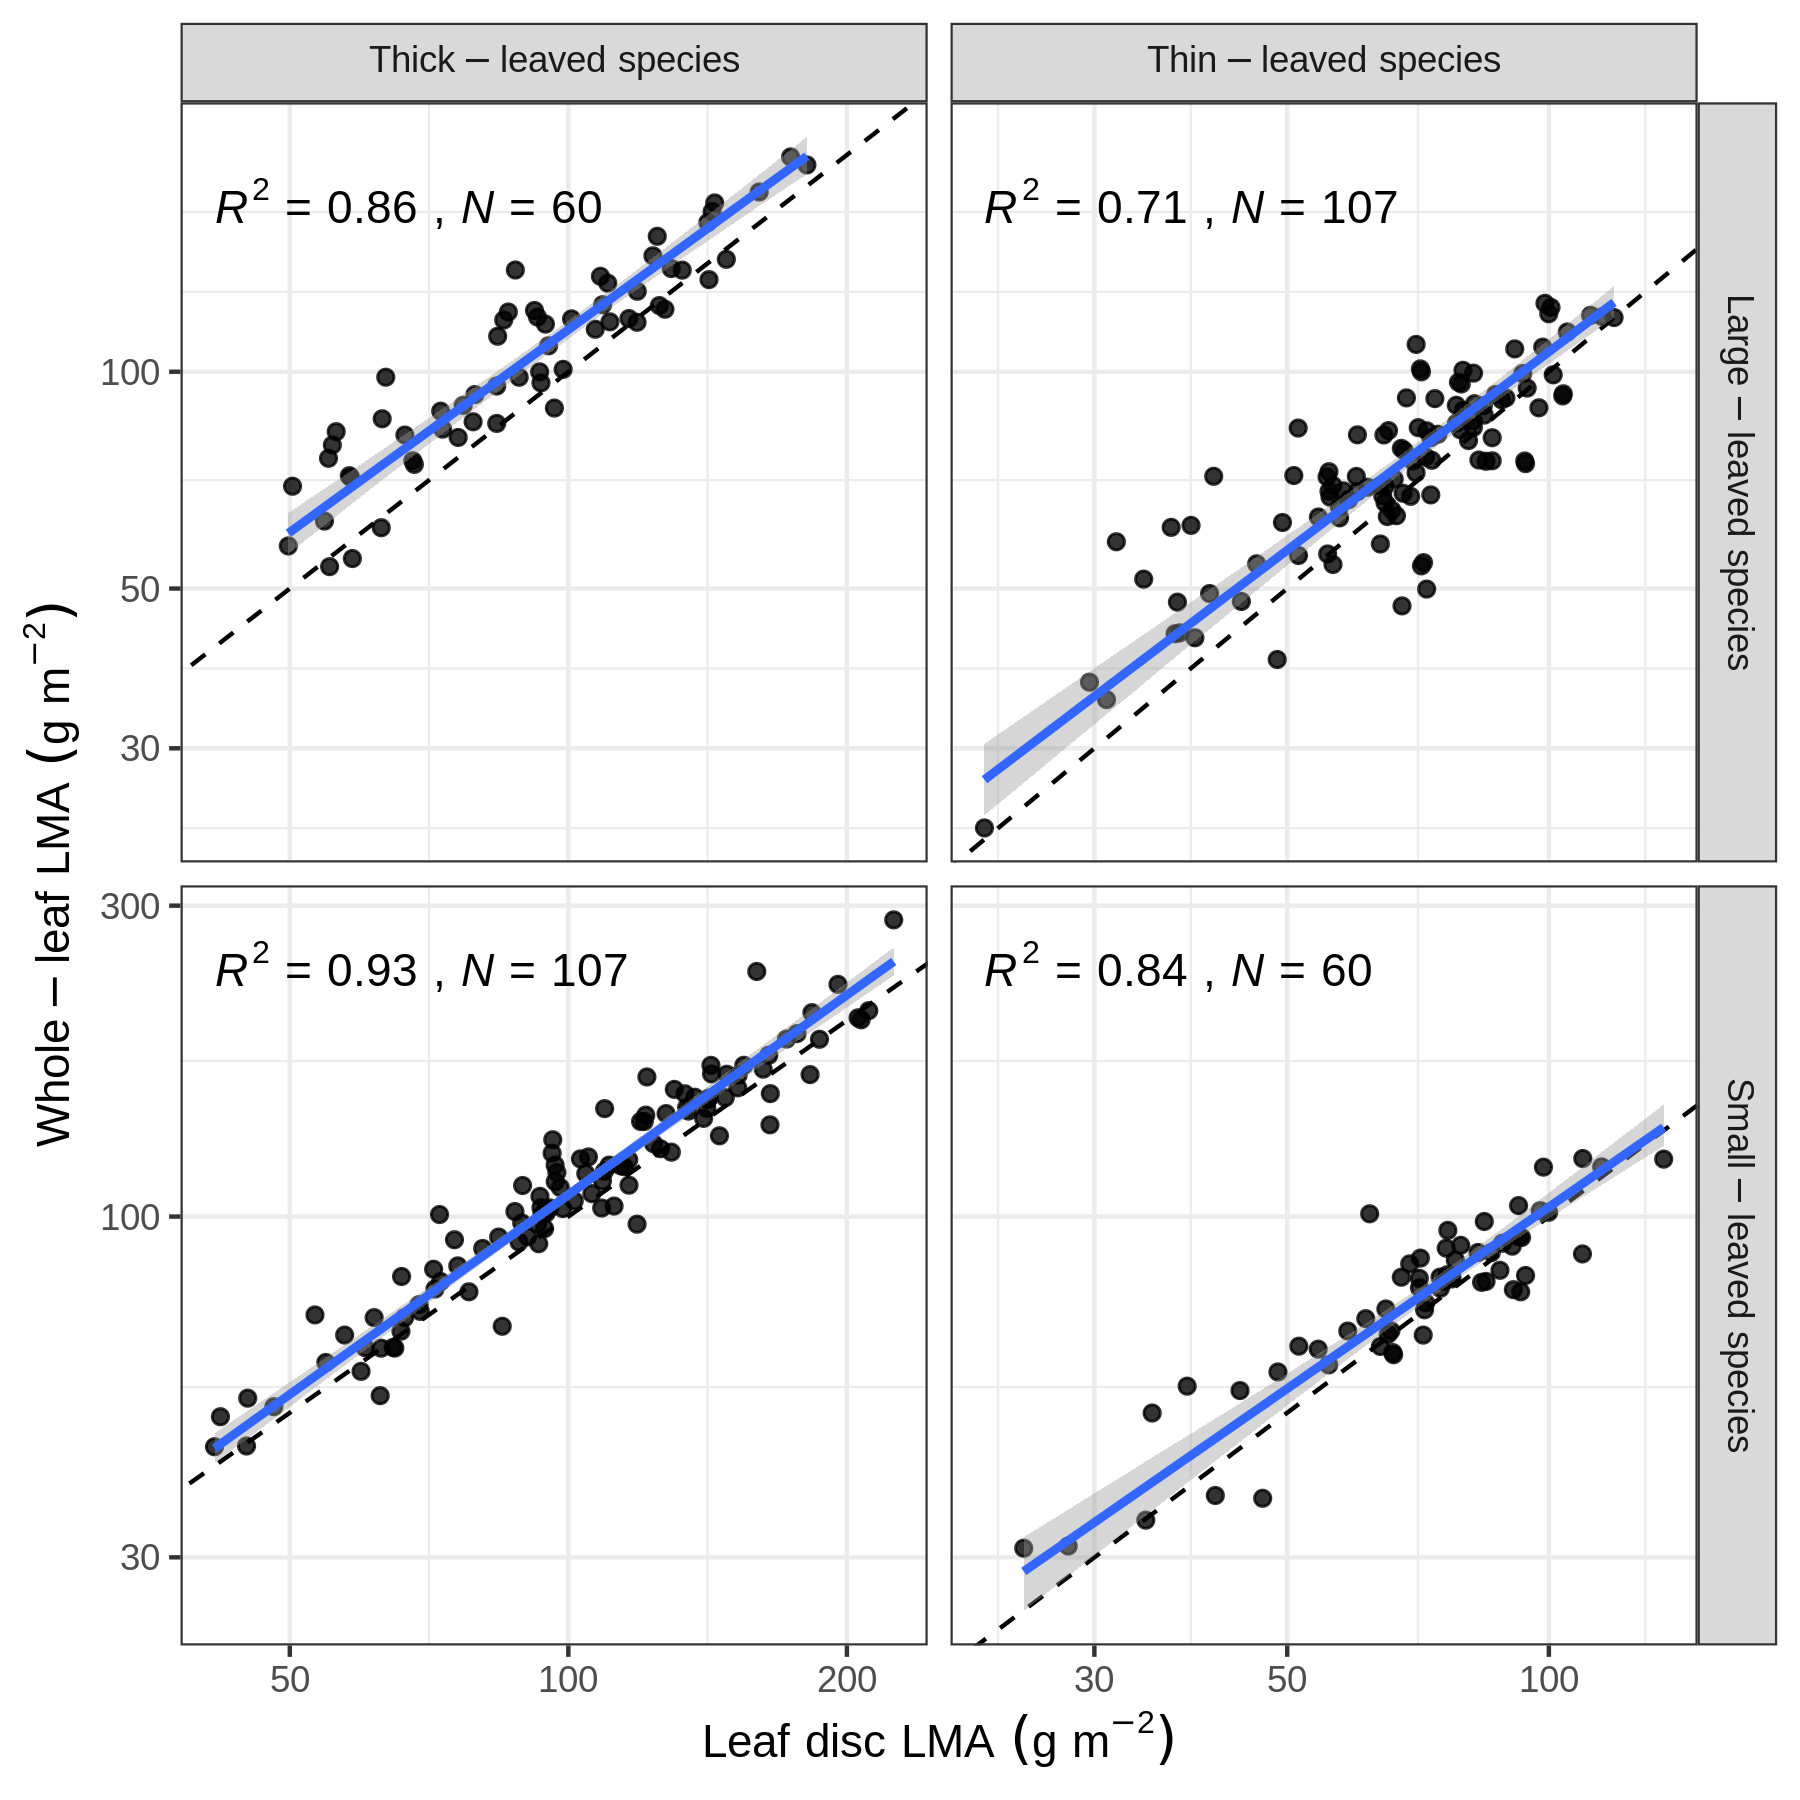 Thick – leaved species
Thin – leaved species
R² = 0.86 , N = 60
R² = 0.71 , N = 107
Large – leaved species
100
50
30
Whole – leaf LMA (g m⁻²)
R² = 0.93 , N = 107
R² = 0.84 , N = 60
Small – leaved species
300
100
30
50 100 200
30 50 100
Leaf disc LMA (g m⁻²)